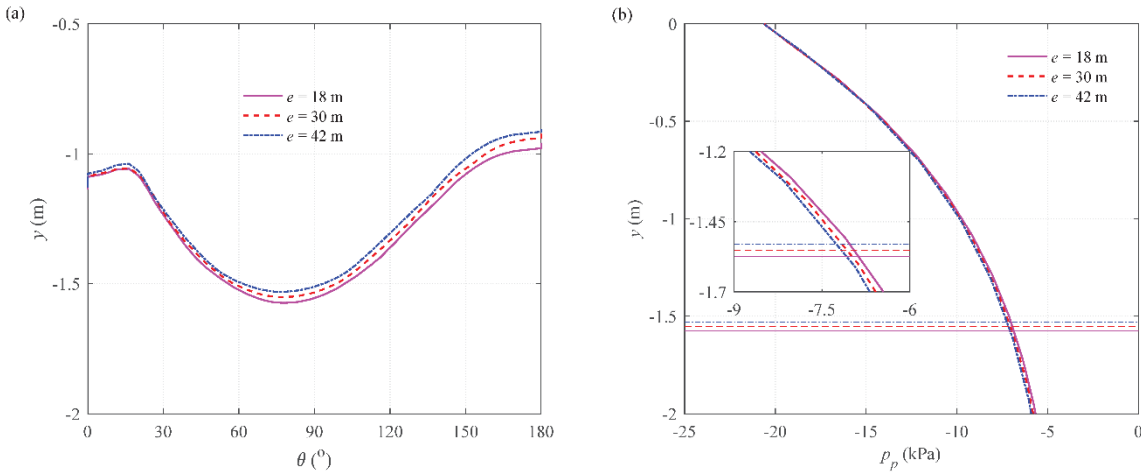 (a)
-0.5
-1
-1.5
-2
y (m)
0
30
60
90
120
150
180
θ (°)
e = 18 m
e = 30 m
e = 42 m
(b)
0
-0.5
-1
-1.5
-2
y (m)
-25
-20
-15
-10
-5
0
p_p (kPa)
e = 18 m
e = 30 m
e = 42 m
-1.2
-1.45
-1.7
-9
-7.5
-6